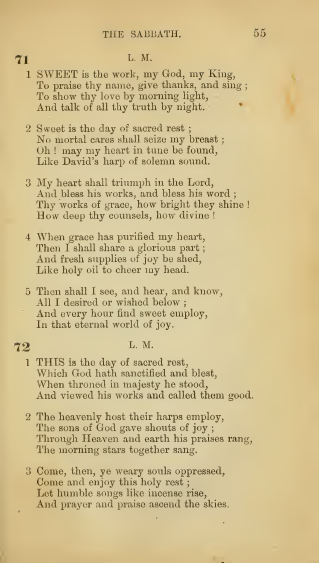 THE SABBATH. 55
71 L. M.
1 SWEET is the work, my God, my King,
To praise thy name, give thanks, and sing ;
To show thy love by morning light,
And talk of all thy truth by night.
2 Sweet is the day of sacred rest ;
No mortal cares shall seize my breast ;
Oh ! may my heart in tune be found,
Like David's harp of solemn sound.
3 My heart shall triumph in the Lord,
And bless his works, and bless his word ;
Thy works of grace, how bright they shine !
How deep thy counsels, how divine !
4 When grace has purified my heart,
Then I shall share a glorious part ;
And fresh supplies of joy be shed,
Like holy oil to cheer my head.
5 Then shall I see, and hear, and know,
All I desired or wished below ;
And every hour find sweet employ,
In that eternal world of joy.
72 L. M.
1 THIS is the day of sacred rest,
Which God hath sanctified and blest,
When throned in majesty he stood,
And viewed his works and called them good.
2 The heavenly host their harps employ,
The sons of God gave shouts of joy ;
Through Heaven and earth his praises rang,
The morning stars together sang.
3 Come, then, ye weary souls oppressed,
Come and enjoy this holy rest ;
Let humble songs like incense rise,
And prayer and praise ascend the skies.